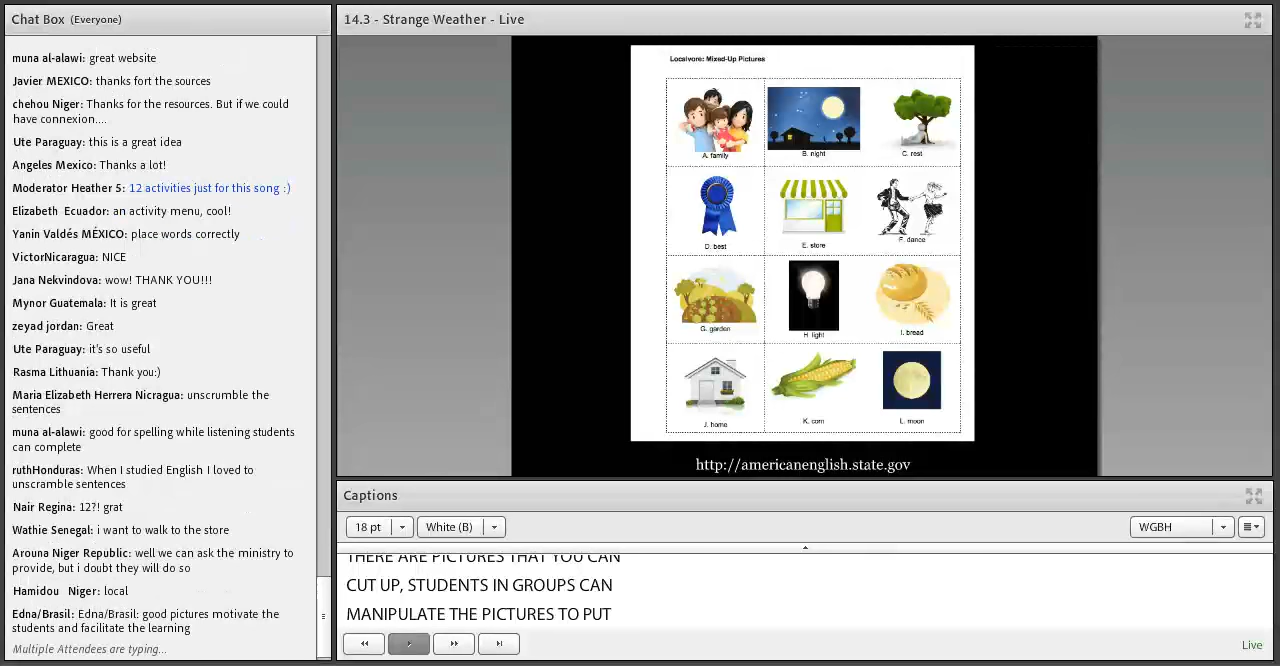 Chat Box (Everyone)
muna al-alawi: great website
Javier MEXICO: thanks fort the sources
chehou Niger: Thanks for the resources. But if we could
have connexion...
Ute Paraguay: this is a great idea
Angeles Mexico: Thanks a lot!
Moderator Heather 5: 12 activities just for this song :)
Elizabeth Ecuador: an activity menu, cool!
Yanin Valdés MÉXICO: place words correctly
VictorNicaragua: NICE
Jana Nekvindova: wow! THANK YOU!!!
Mynor Guatemala: It is great
zeyad jordan: Great
Ute Paraguay: it's so useful
Rasma Lithuania: Thank you:)
Maria Elizabeth Herrera Nicragua: unscrumble the
sentences
muna al-alawi: good for spelling while listening students
can complete
ruthHonduras: When I studied English I loved to
unscramble sentences
Nair Regina: 12?! grat
Wathie Senegal: i want to walk to the store
Arouna Niger Republic: well we can ask the ministry to
provide, but i doubt they will do so
Hamidou Niger: local
Edna/Brasil: Edna/Brasil: good pictures motivate the
students and facilitate the learning
Multiple Attendees are typing...
14.3 - Strange Weather - Live
Localvore: Mixed-Up Pictures
A. family
B. night
C. rest
D. best
E. store
F. dance
G. garden
H. light
I. bread
J. home
K. corn
L. moon
http://americanenglish.state.gov
Captions
18 pt
White (B)
WGBH
THERE ARE PICTURES THAT YOU CAN
CUT UP, STUDENTS IN GROUPS CAN
MANIPULATE THE PICTURES TO PUT
Live